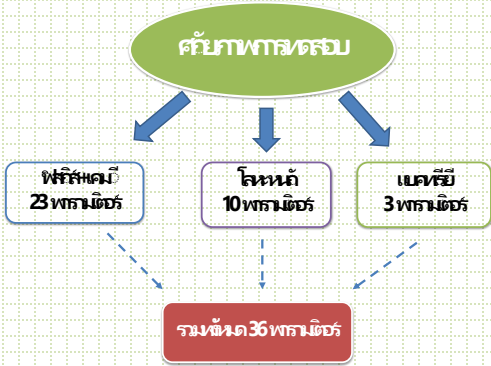 ศักยภาพการทดสอบ
ฟิสิกส์-เคมี
23 พารามิเตอร์
โลหะหนัก
10 พารามิเตอร์
แบคทีเรีย
3 พารามิเตอร์
รวมทั้งหมด 36 พารามิเตอร์